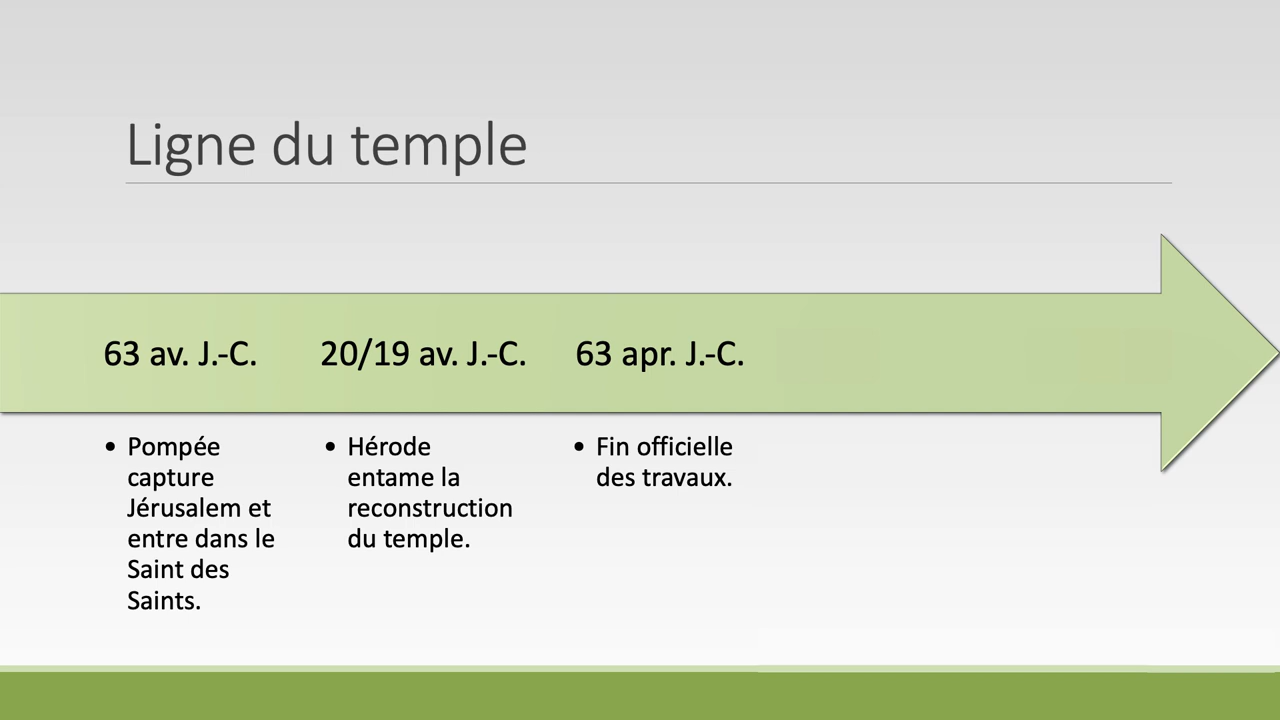 Ligne du temple
63 av. J.-C.
20/19 av. J.-C.
63 apr. J.-C.
• Pompée
capture
Jérusalem et
entre dans le
Saint des
Saints.
• Hérode
entame la
reconstruction
du temple.
• Fin officielle
des travaux.